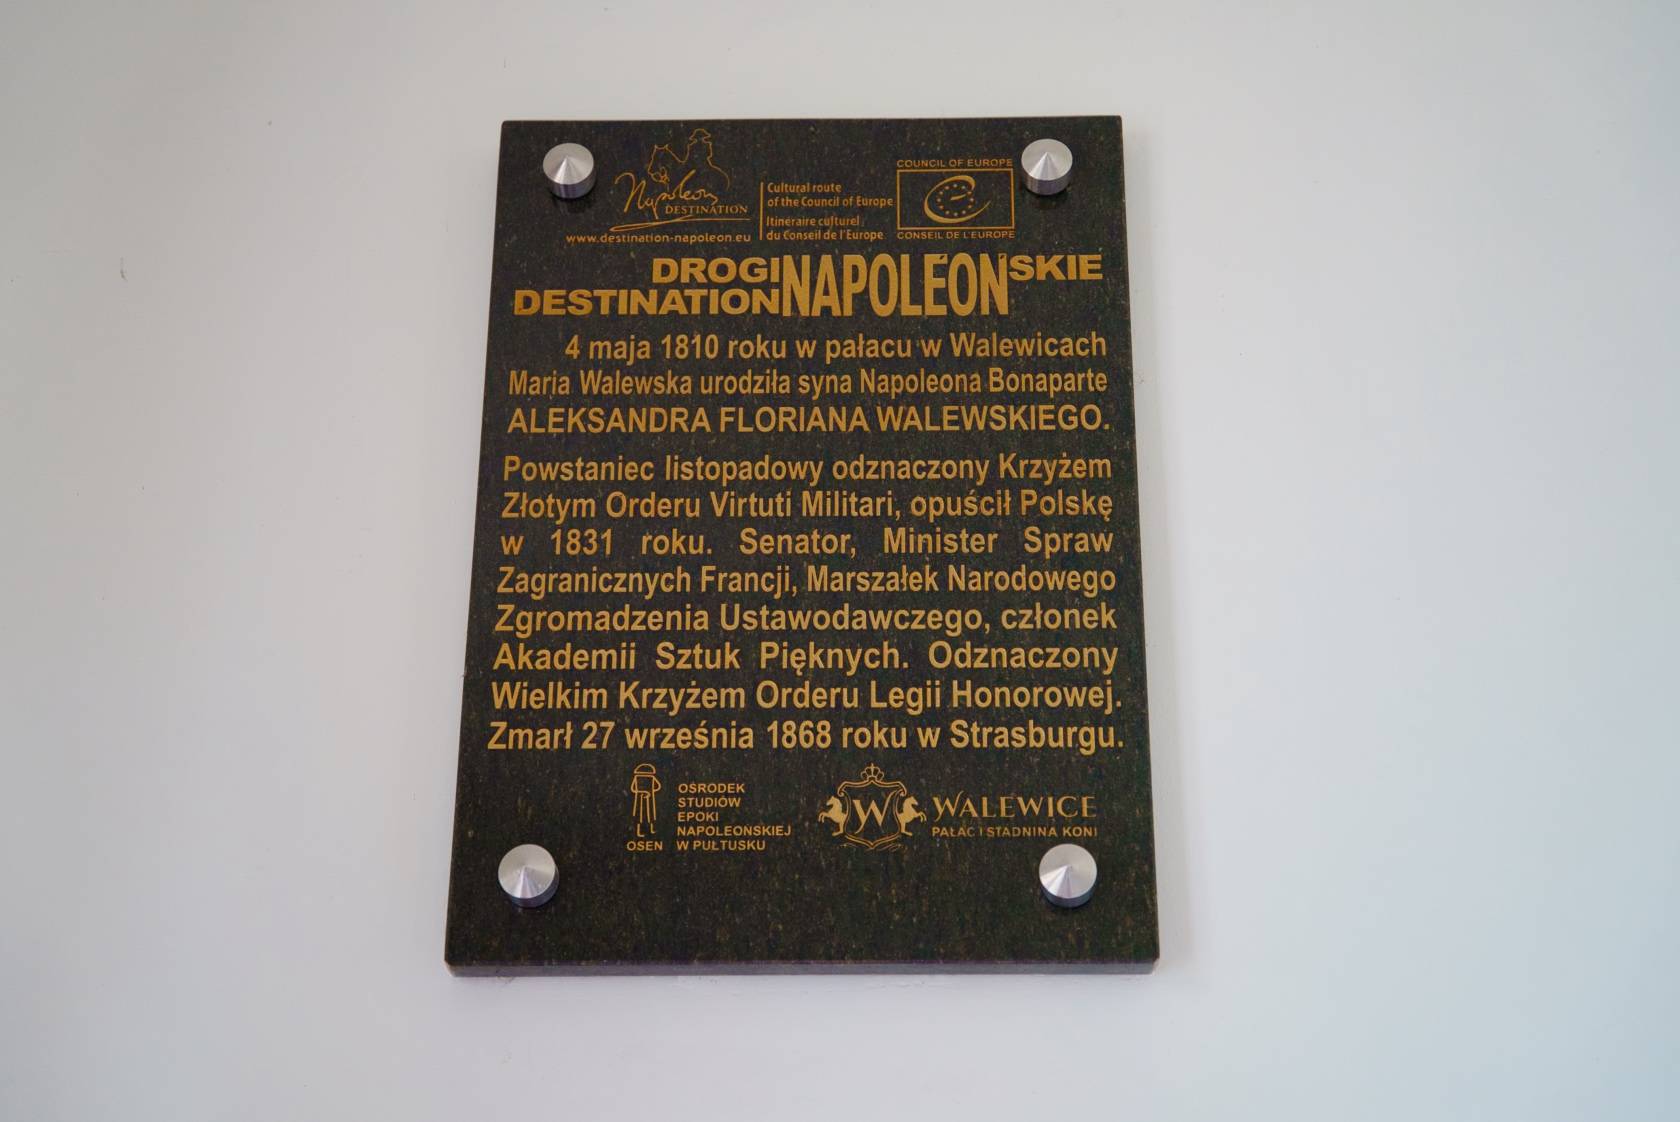 Napoleon
DESTINATION
www.destination-napoleon.eu
Cultural route
of the Council of Europe
Itinéraire culturel
du Conseil de l'Europe
COUNCIL OF EUROPE
CONSEIL DE L'EUROPE
DROGI NAPOLEOŃSKIE
DESTINATION NAPOLÉON
4 maja 1810 roku w pałacu w Walewicach
Maria Walewska urodziła syna Napoleona Bonaparte
ALEKSANDRA FLORIANA WALEWSKIEGO.
Powstaniec listopadowy odznaczony Krzyżem
Złotym Orderu Virtuti Militari, opuścił Polskę
w 1831 roku. Senator, Minister Spraw
Zagranicznych Francji, Marszałek Narodowego
Zgromadzenia Ustawodawczego, członek
Akademii Sztuk Pięknych. Odznaczony
Wielkim Krzyżem Orderu Legii Honorowej.
Zmarł 27 września 1868 roku w Strasburgu.
OSEN
OŚRODEK
STUDIÓW
EPOKI
NAPOLEOŃSKIEJ
W PUŁTUSKU
W
WALEWICE
PAŁAC I STADNINA KONI